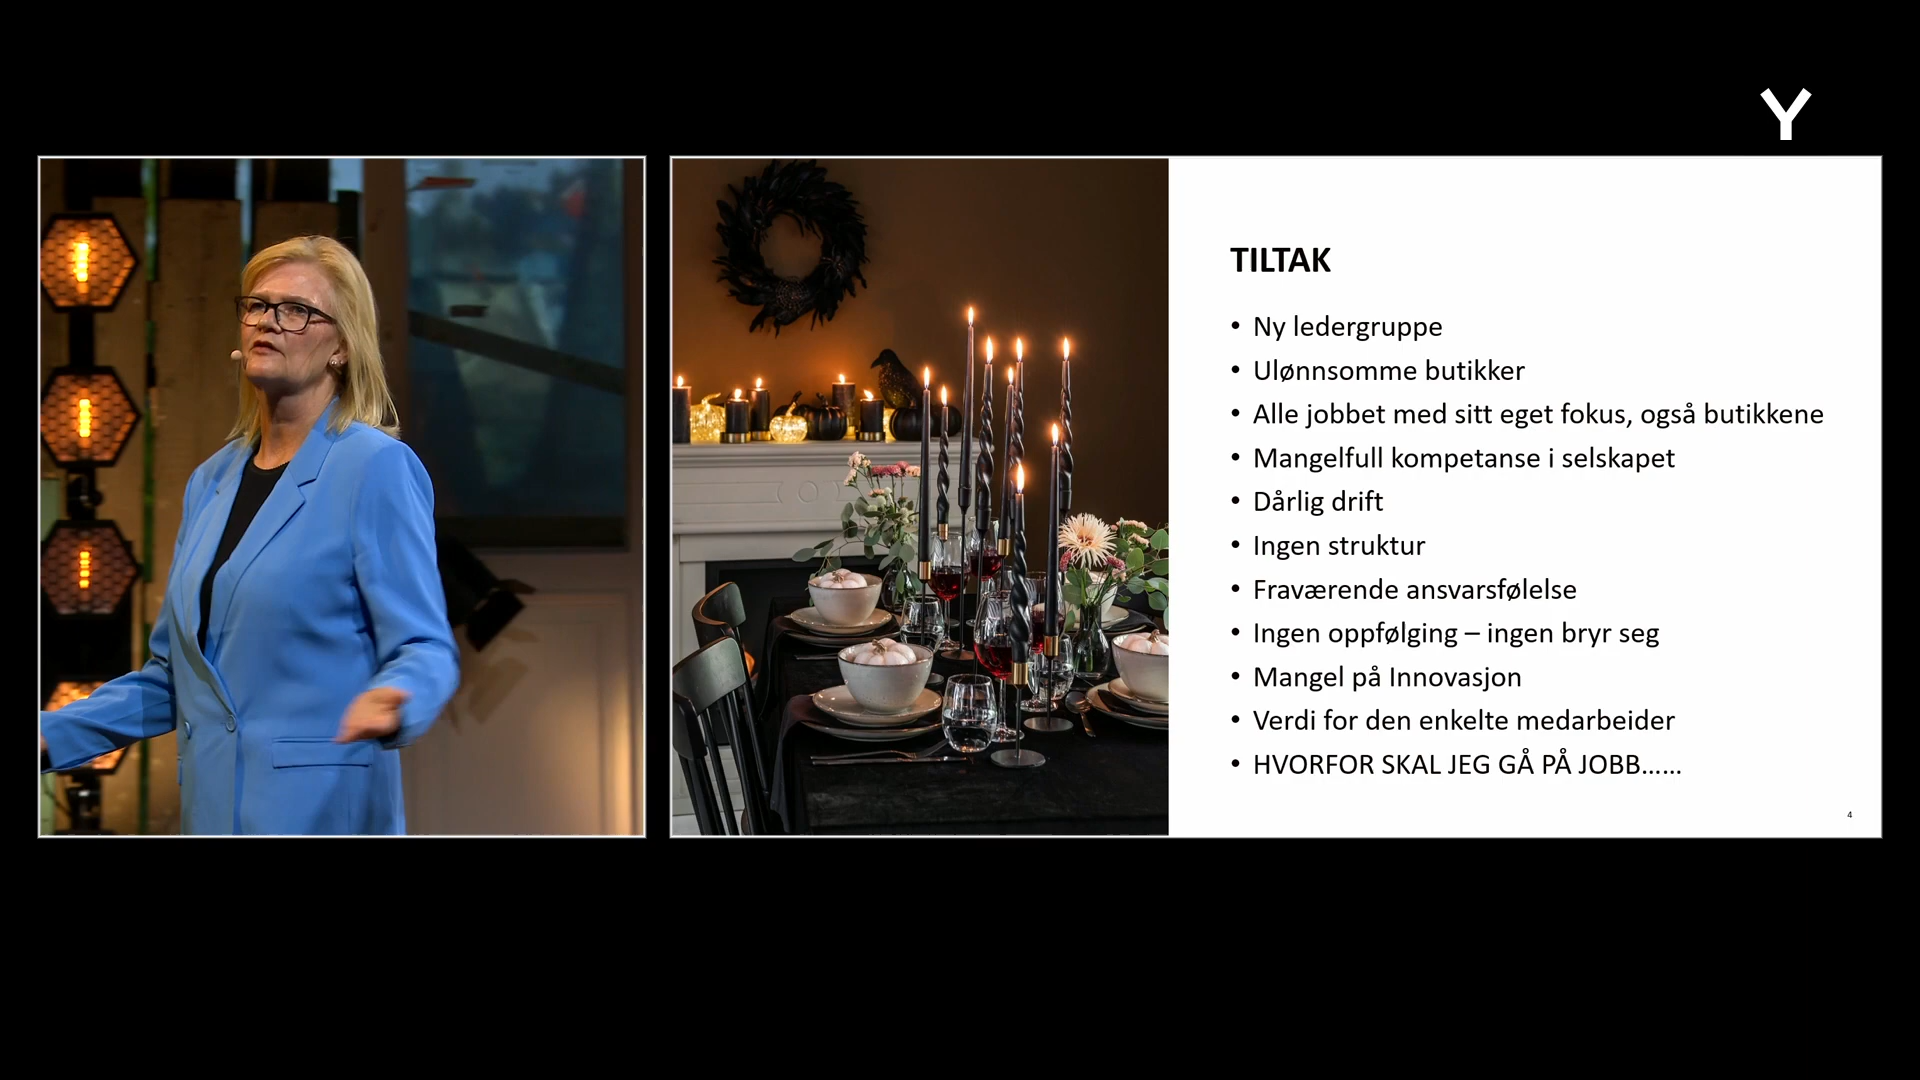 Y
TILTAK
• Ny ledergruppe
• Ulønnsomme butikker
• Alle jobbet med sitt eget fokus, også butikkene
• Mangelfull kompetanse i selskapet
• Dårlig drift
• Ingen struktur
• Fraværende ansvarsfølelse
• Ingen oppfølging – ingen bryr seg
• Mangel på Innovasjon
• Verdi for den enkelte medarbeider
• HVORFOR SKAL JEG GÅ PÅ JOBB……
4